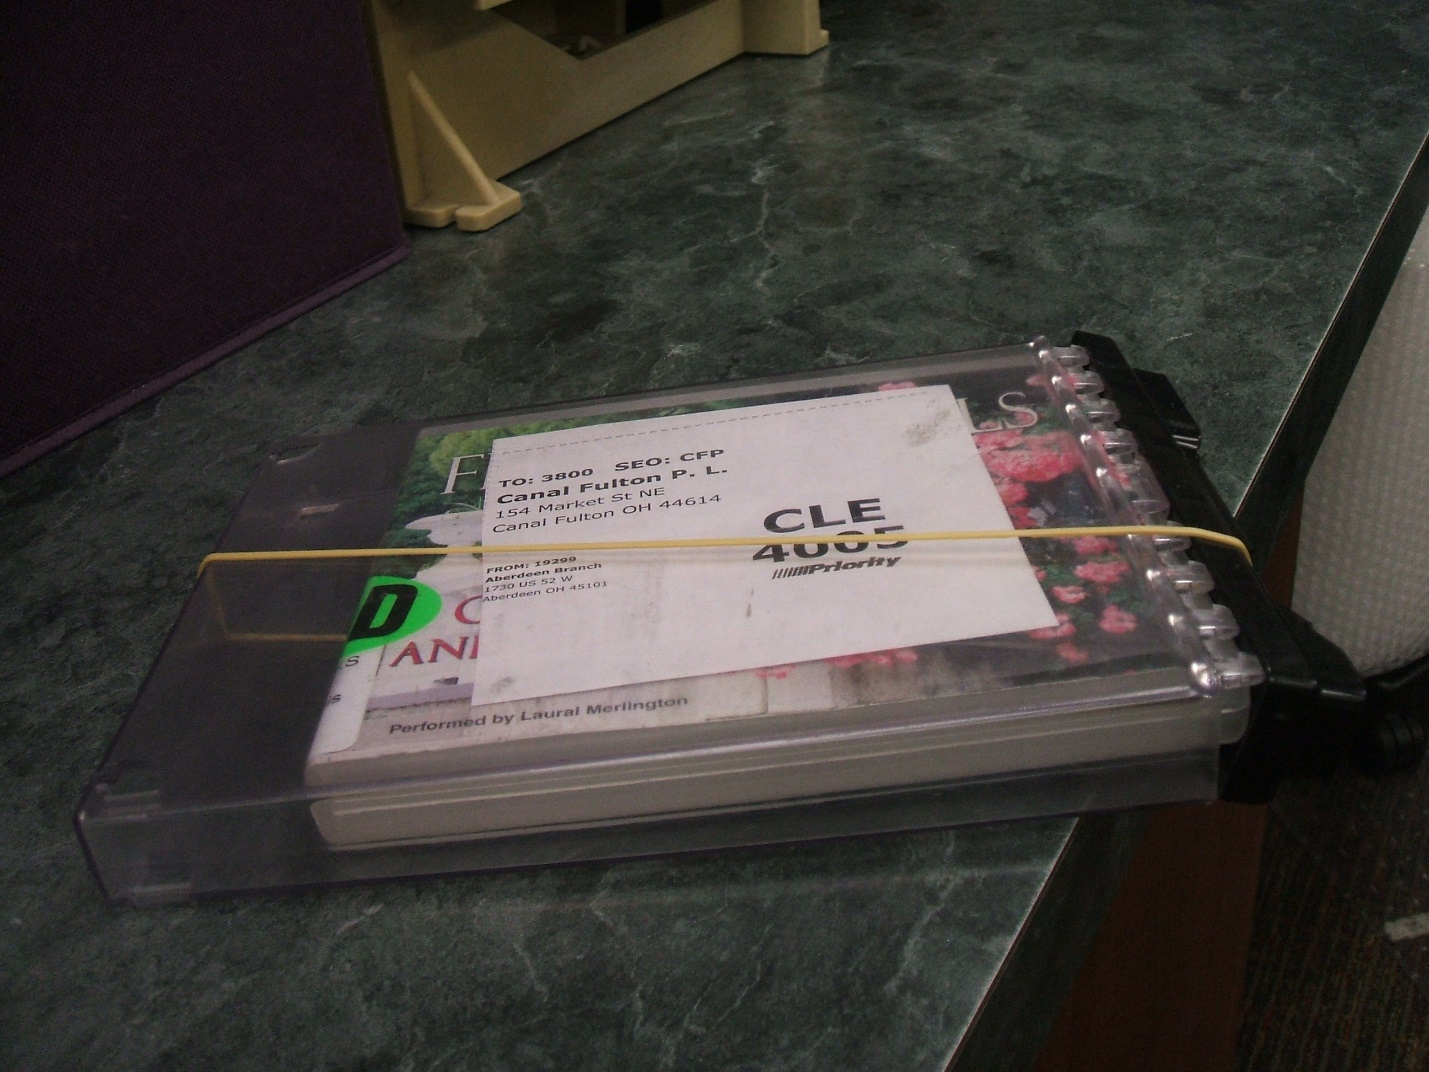 TO: 3800 SEO: CFP
Canal Fulton P. L.
154 Market St NE
Canal Fulton OH 44614
CLE
4005
Priority
FROM: 19299
Aberdeen Branch
1730 US 52 W
Aberdeen OH 45101
D
Performed by Laural Merlington